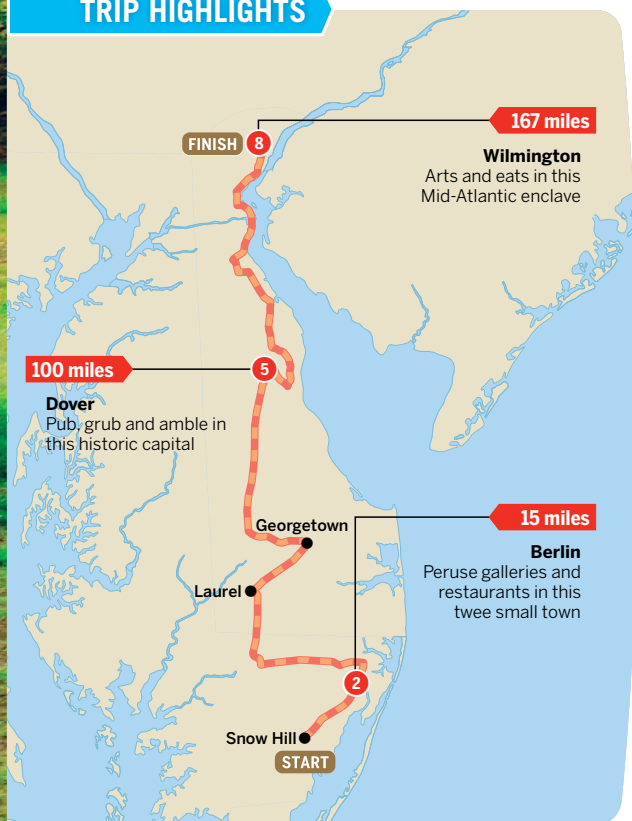 TRIP HIGHLIGHTS
FINISH
8
167 miles
Wilmington
Arts and eats in this
Mid-Atlantic enclave
100 miles
5
Dover
Pub, grub and amble in
this historic capital
Georgetown
15 miles
Berlin
Peruse galleries and
restaurants in this
twee small town
Laurel
2
Snow Hill
START